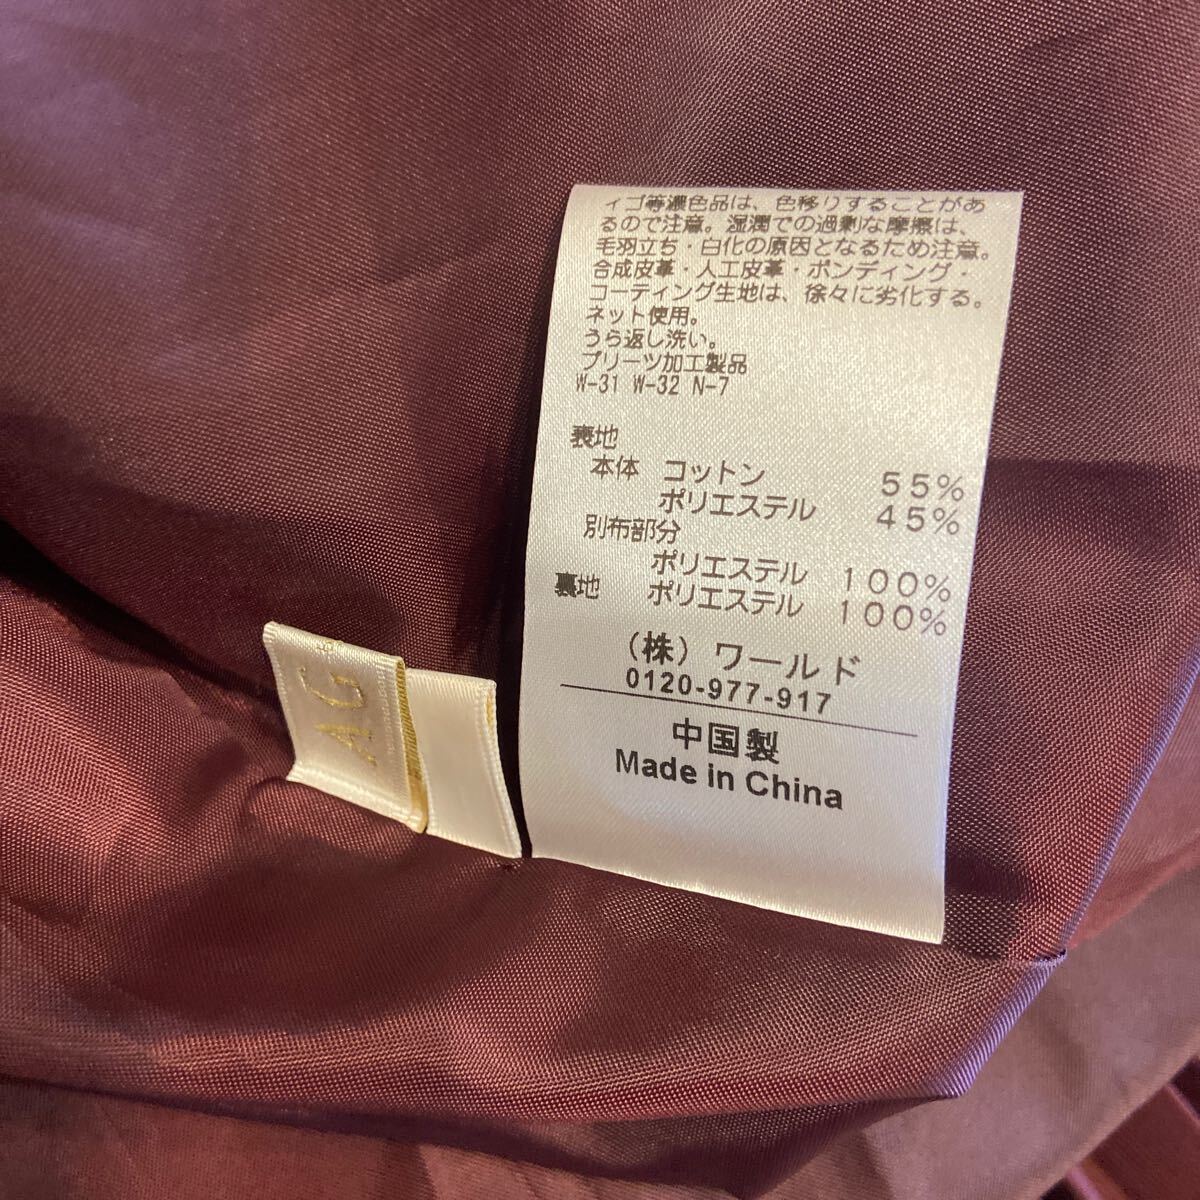 ィゴ等濃色品は、色移りすることがあ
るので注意。湿潤での過剰な摩擦は、
毛羽立ち・白化の原因となるため注意。
合成皮革・人工皮革・ボンディング・
コーティング生地は、徐々に劣化する。
ネット使用。
うら返し洗い。
プリーツ加工製品
W-31 W-32 N-7
表地
本体 コットン 55%
ポリエステル 45%
別布部分
ポリエステル 100%
裏地 ポリエステル 100%
(株) ワールド
0120-977-917
中国製
Made in China
AG